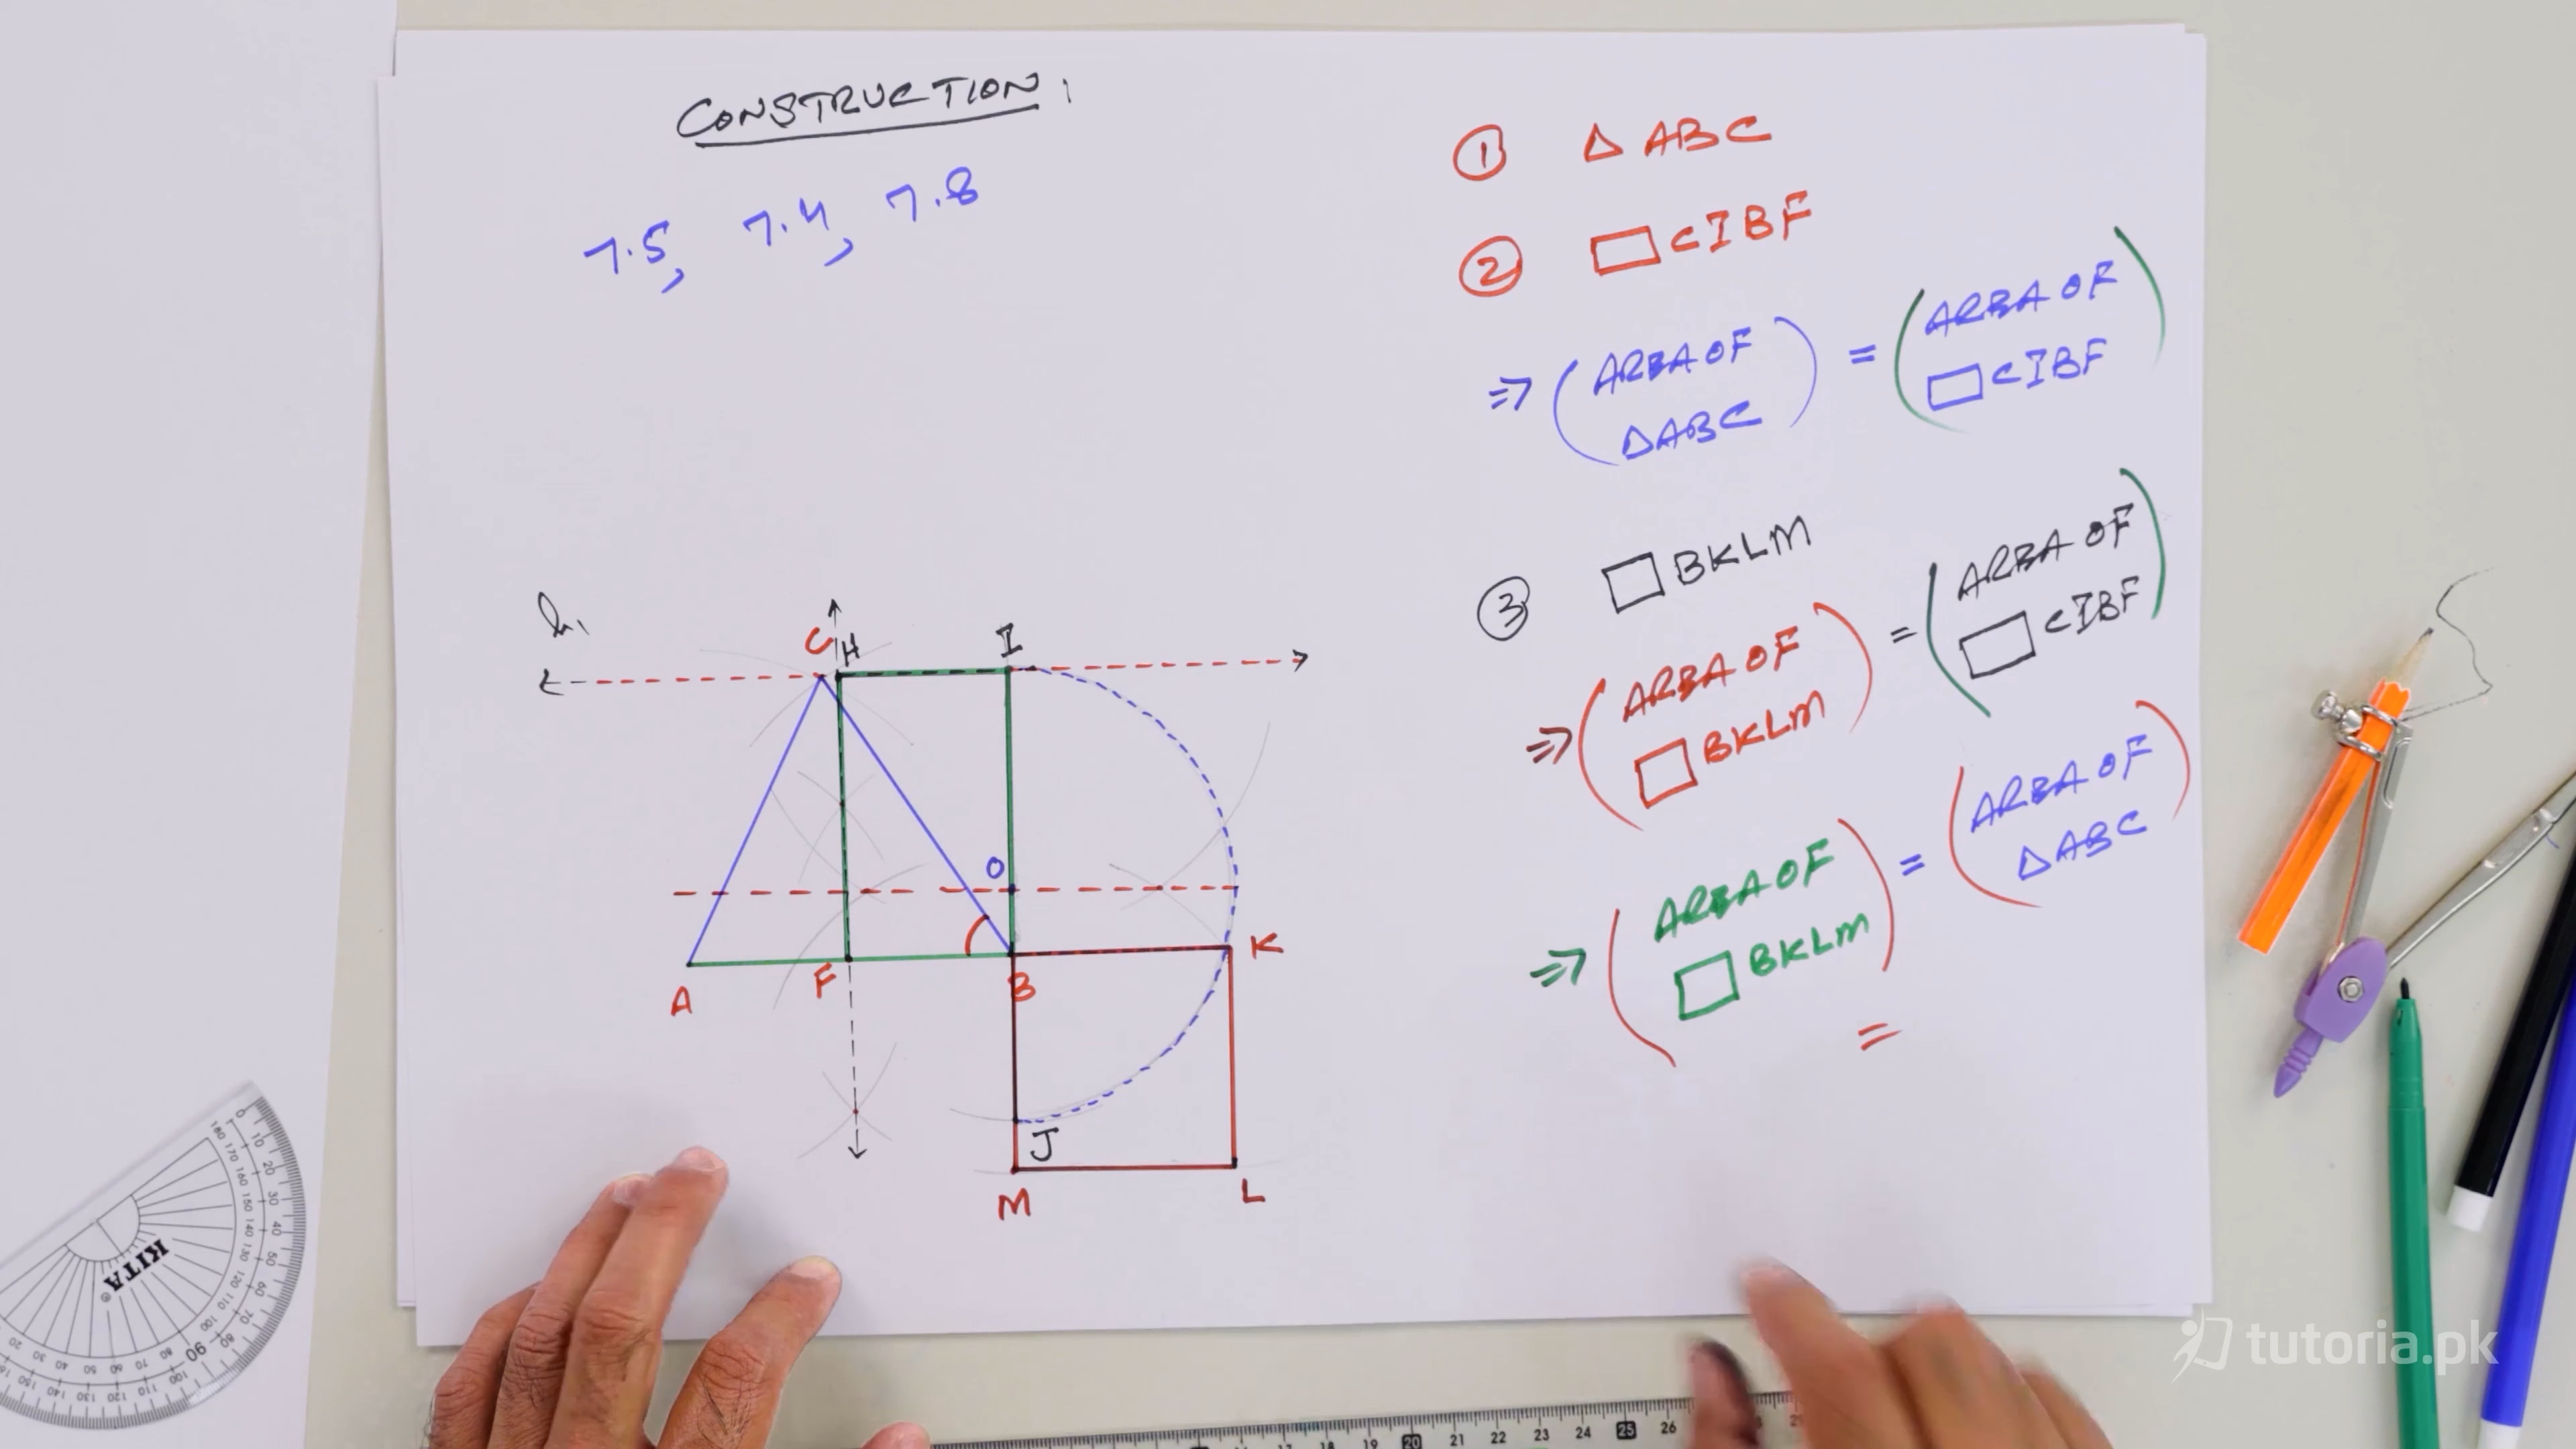 CONSTRUCTION:
7.5, 7.4, 7.8
① △ ABC
② ▭ CIBF
⇒ (AREA OF △ABC) = (AREA OF ▭ CIBF)
③ □ BKLM
⇒ (AREA OF □ BKLM) = (AREA OF ▭ CIBF)
⇒ (AREA OF □ BKLM) = (AREA OF △ABC)
=
C H I
O
A F B K
J
M L
KITA
tutoria.pk